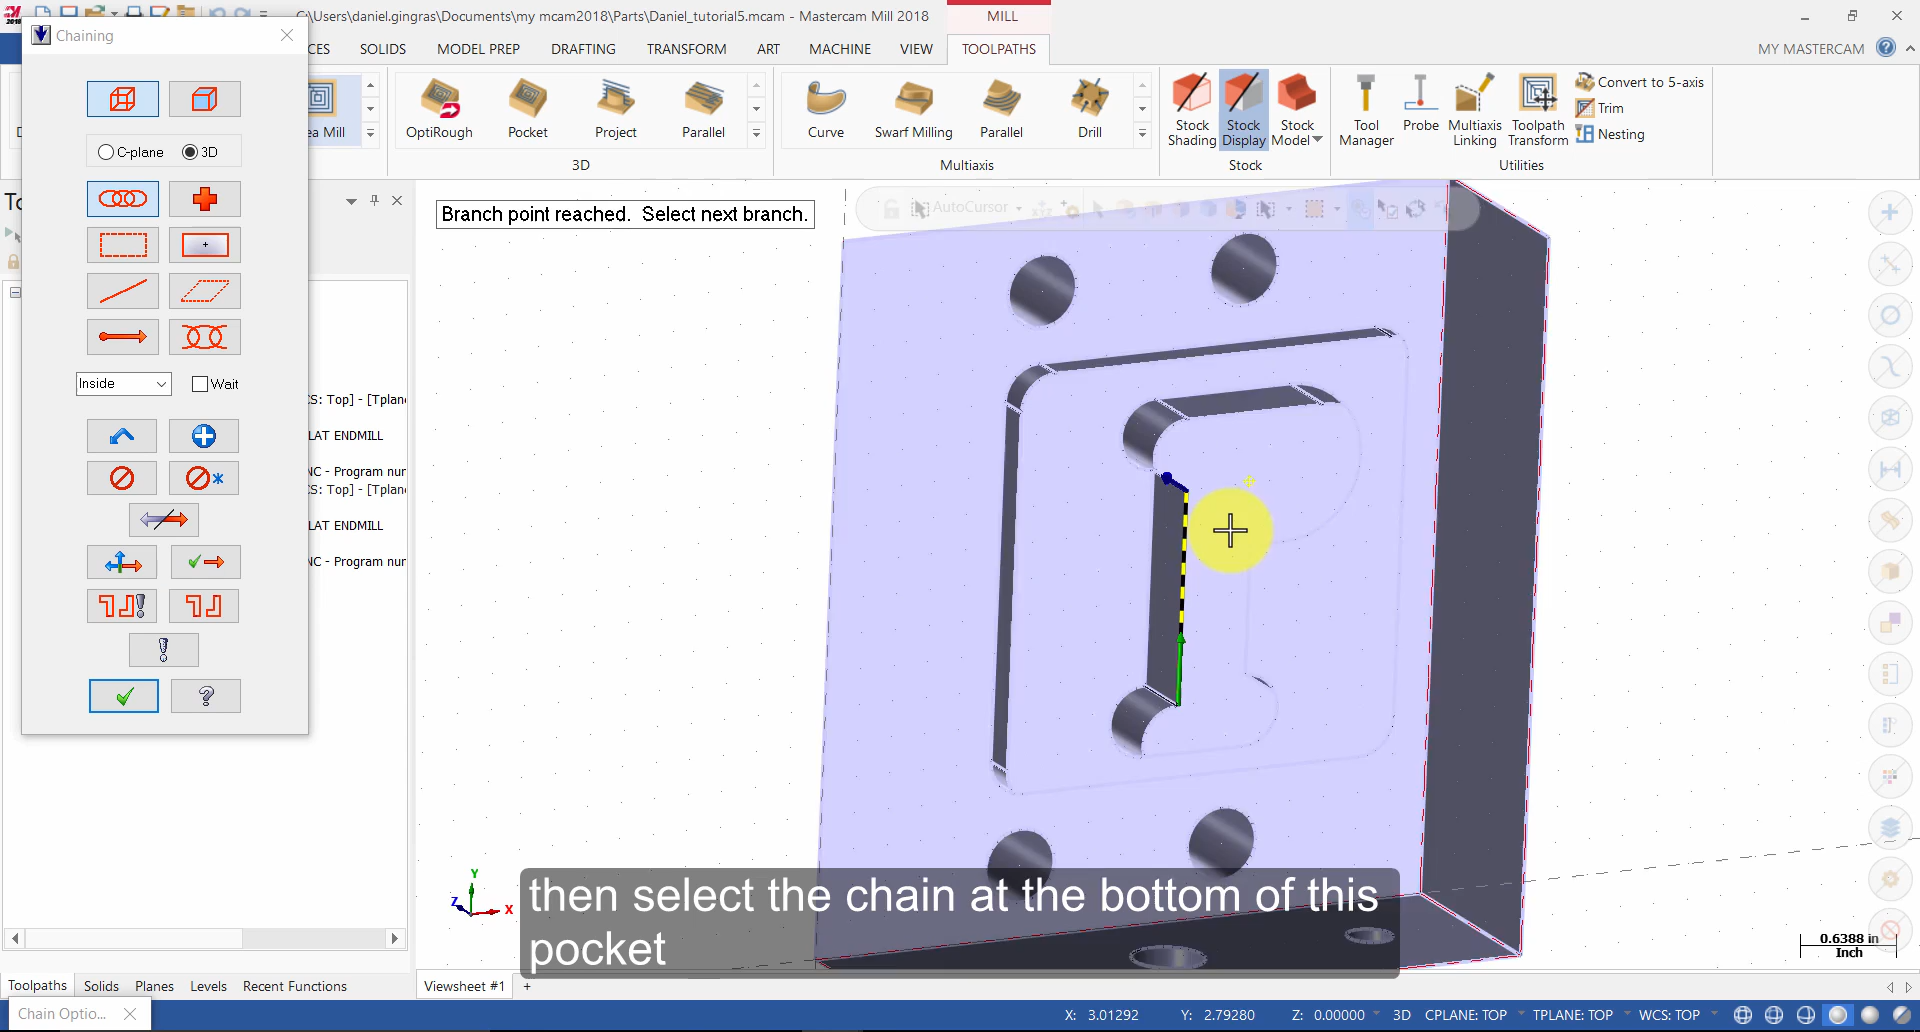 C:\Users\daniel.gingras\Documents\my mcam2018\Parts\Daniel_tutorial5.mcam - Mastercam Mill 2018
MILL
Chaining
CES
SOLIDS
MODEL PREP
DRAFTING
TRANSFORM
ART
MACHINE
VIEW
TOOLPATHS
MY MASTERCAM
ea Mill
OptiRough
Pocket
Project
Parallel
3D
Curve
Swarf Milling
Parallel
Drill
Multiaxis
Stock Shading
Stock Display
Stock Model
Stock
Tool Manager
Probe
Multiaxis Linking
Toolpath Transform
Convert to 5-axis
Trim
Nesting
Utilities
C-plane
3D
Inside
Wait
Branch point reached.  Select next branch.
AutoCursor
CS: Top] - [Tplan
LAT ENDMILL
NC - Program nur
CS: Top] - [Tplan
LAT ENDMILL
NC - Program nur
Y
Z
X
then select the chain at the bottom of this
pocket
0.6388 in
Inch
Toolpaths
Solids
Planes
Levels
Recent Functions
Viewsheet #1
+
Chain Optio...
X: 3.01292
Y: 2.79280
Z: 0.00000
3D
CPLANE: TOP
TPLANE: TOP
WCS: TOP